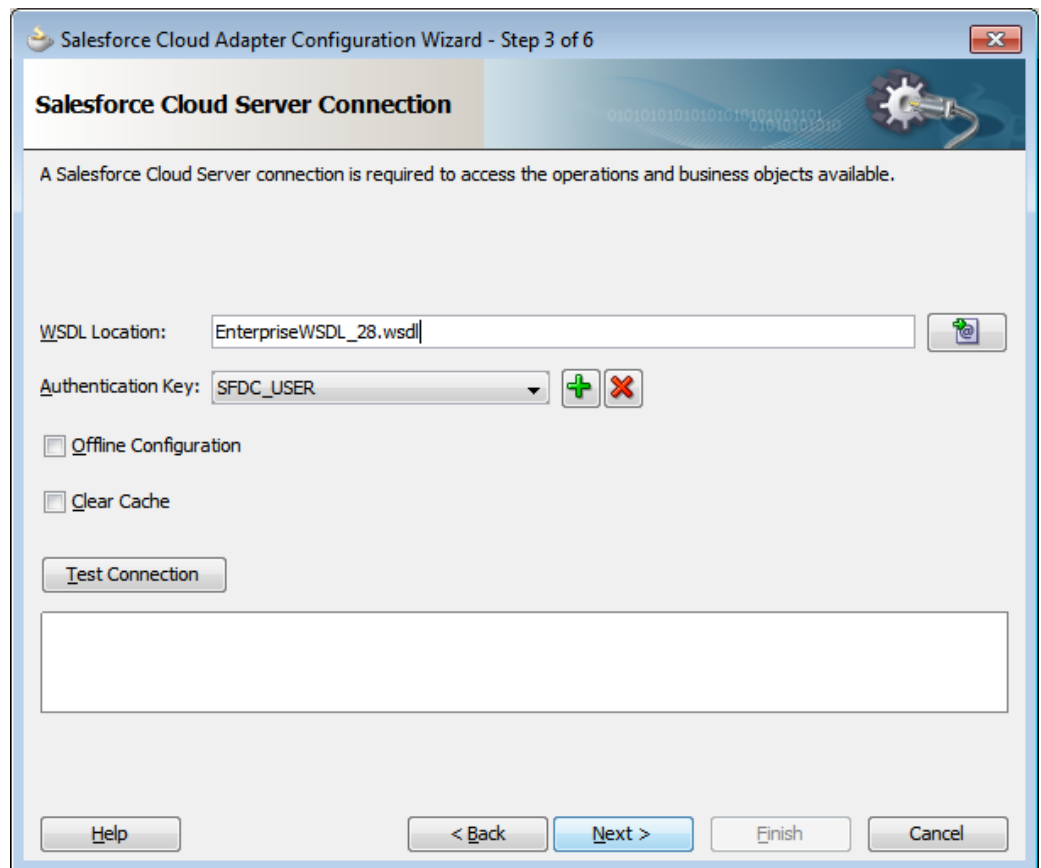 Salesforce Cloud Adapter Configuration Wizard - Step 3 of 6
Salesforce Cloud Server Connection
A Salesforce Cloud Server connection is required to access the operations and business objects available.
WSDL Location: EnterpriseWSDL_28.wsdl
Authentication Key: SFDC_USER
Offline Configuration
Clear Cache
Test Connection
Help < Back Next > Finish Cancel